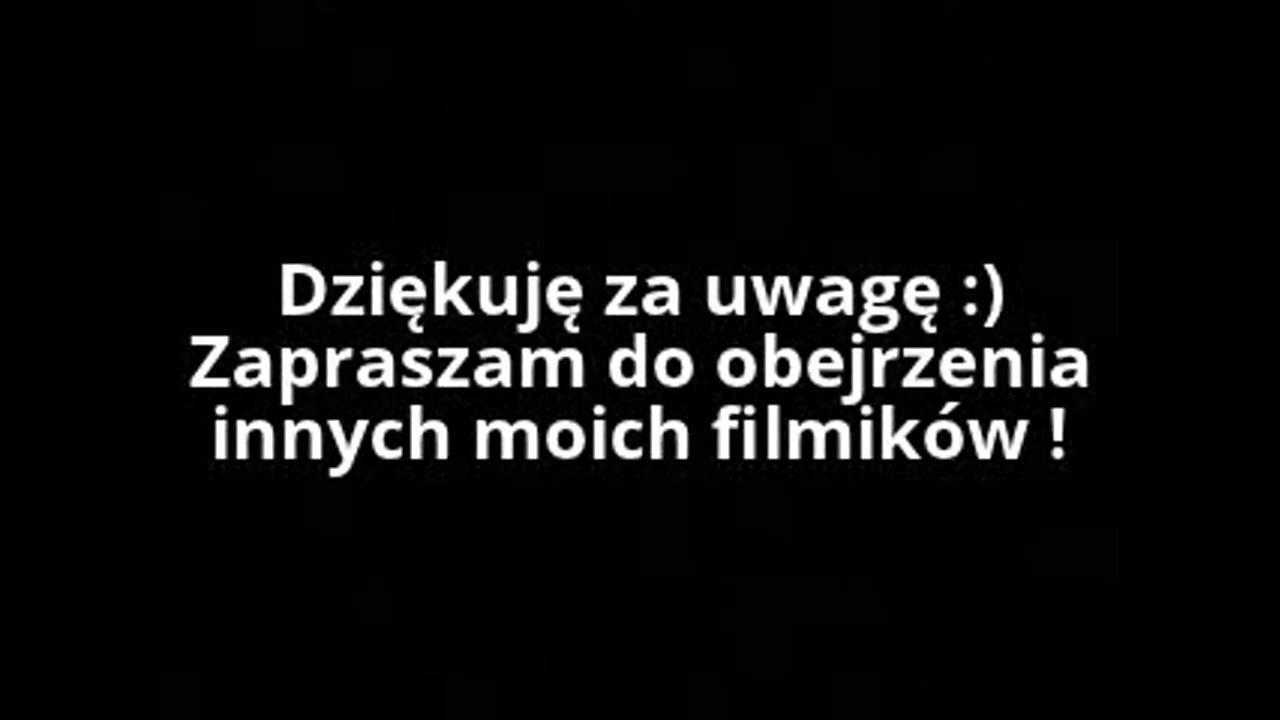 Dziękuję za uwagę :)
Zapraszam do obejrzenia
innych moich filmików !